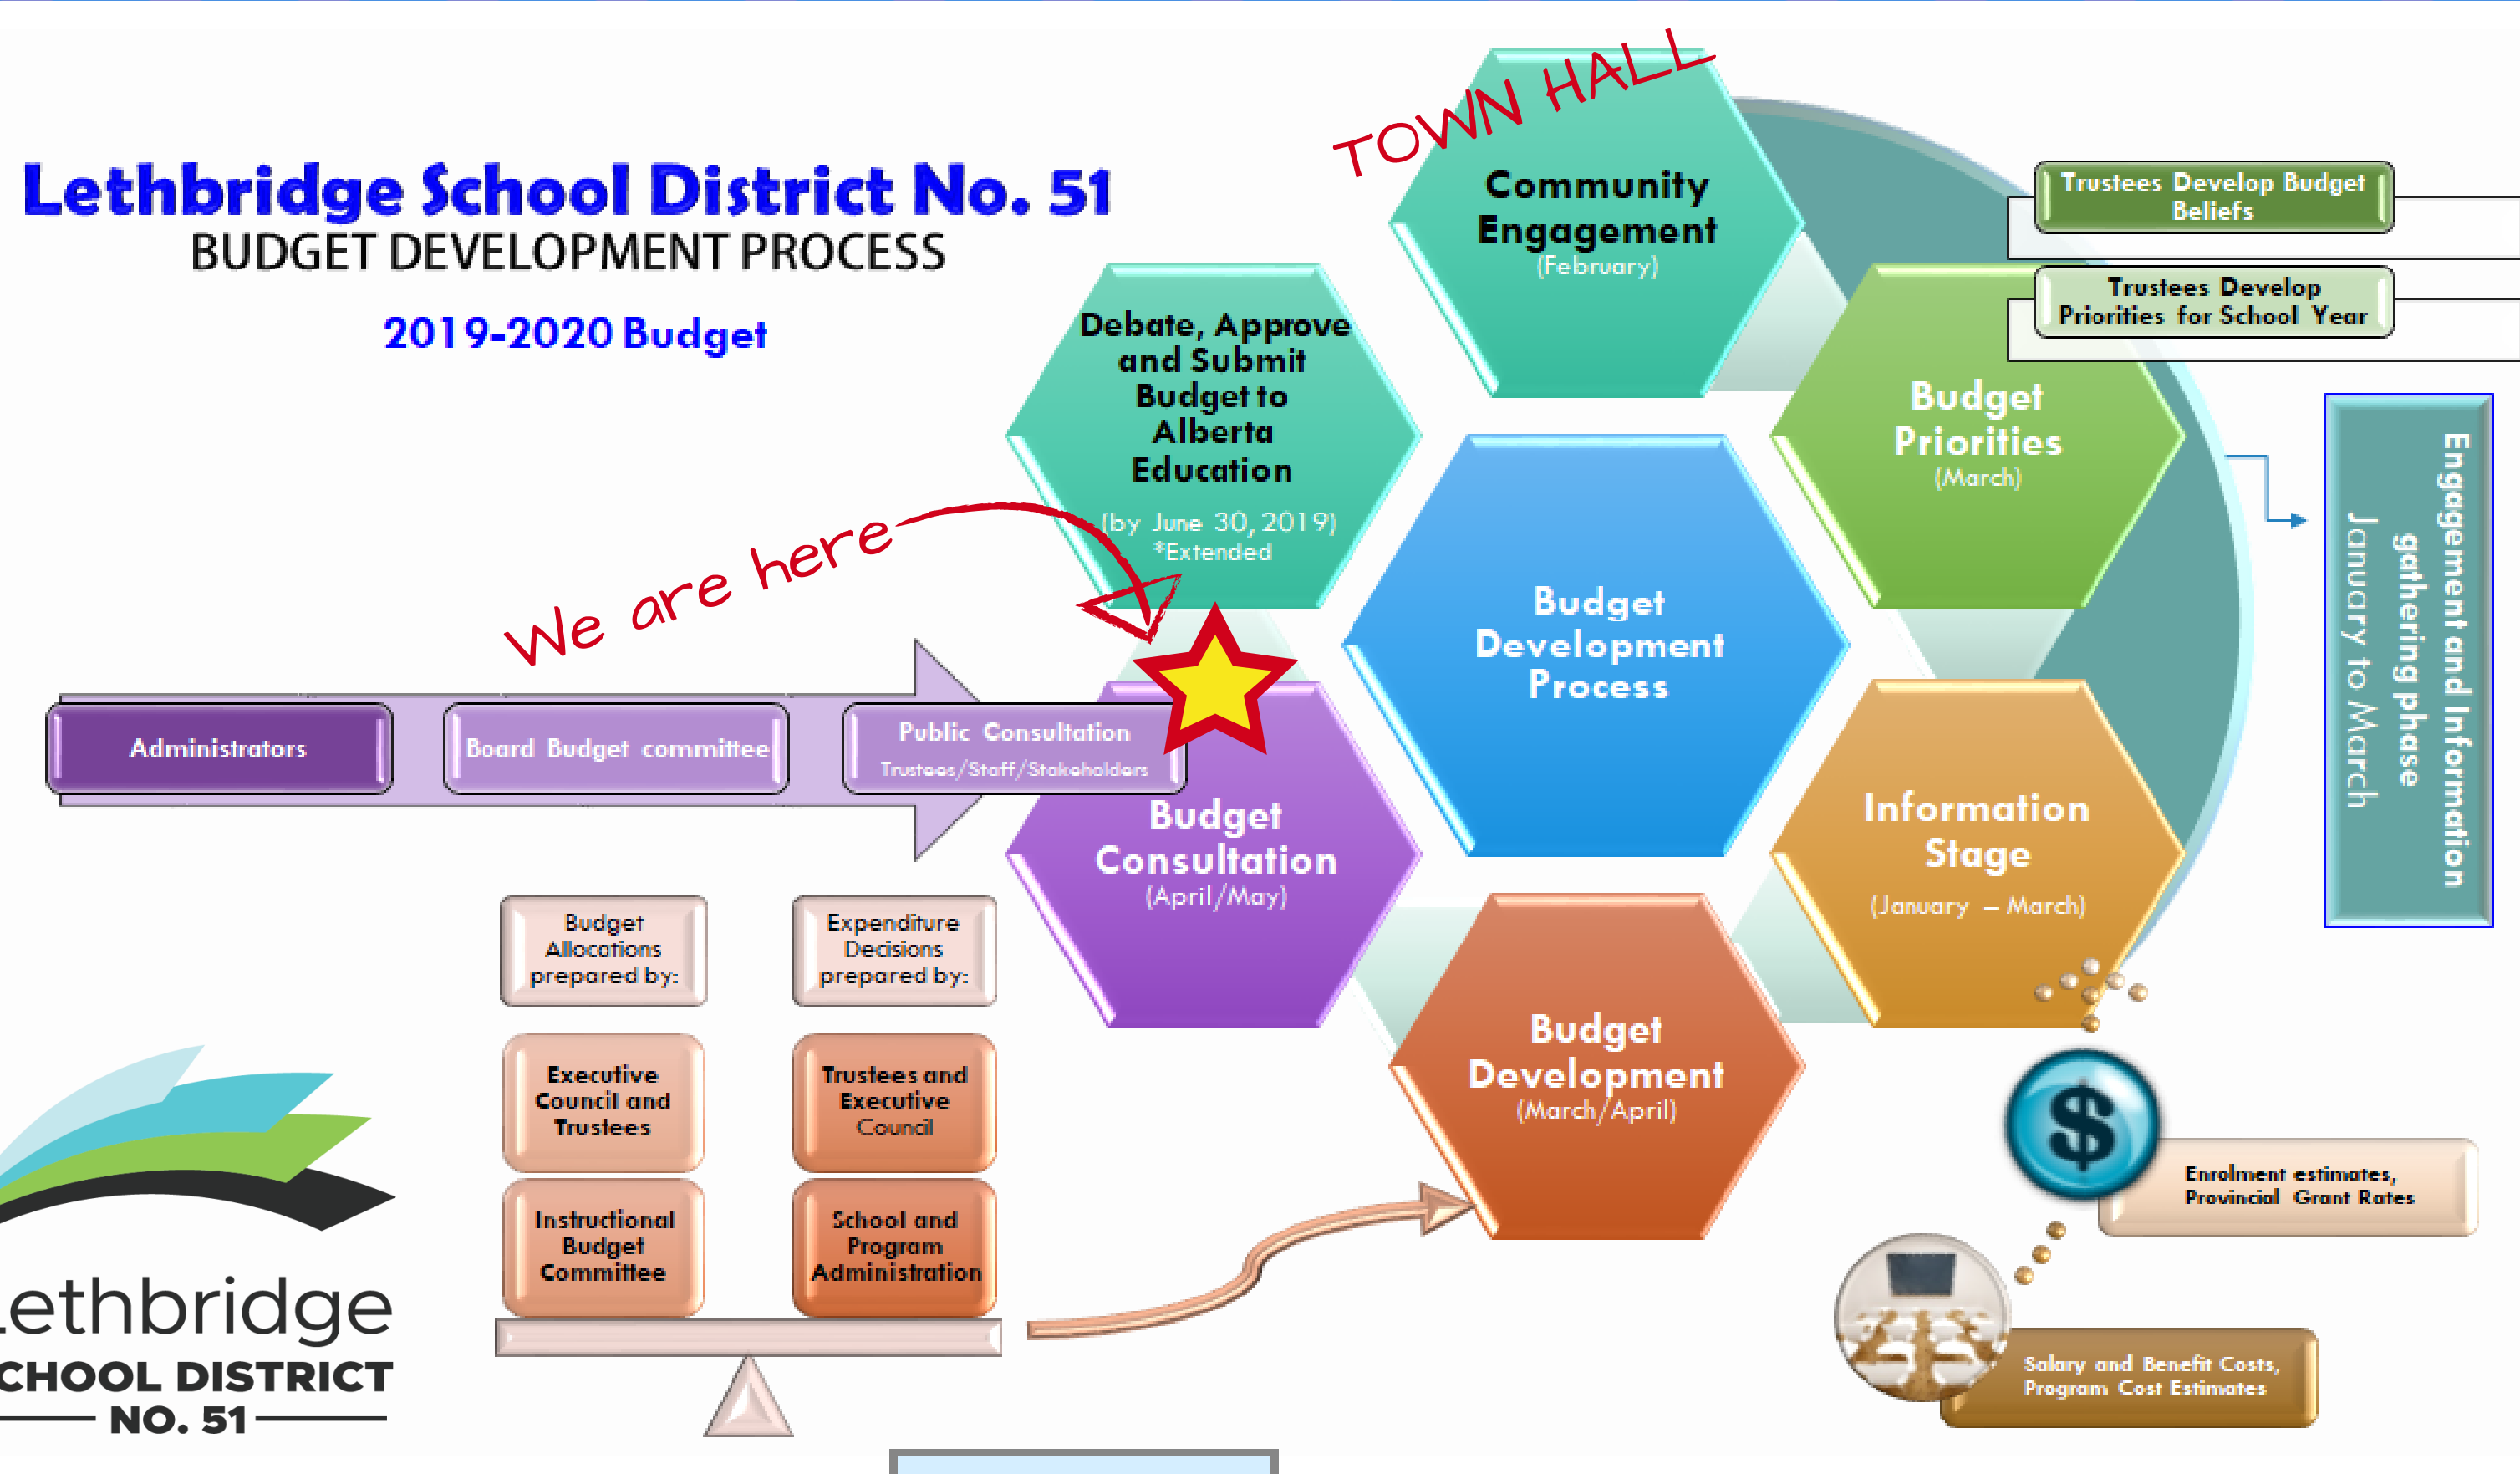 Lethbridge School District No. 51
BUDGET DEVELOPMENT PROCESS
2019-2020 Budget
TOWN HALL
Community
Engagement
(February)
Trustees Develop Budget
Beliefs
Trustees Develop
Priorities for School Year
Budget
Priorities
(March)
Engagement and Information
gathering phase
January to March
Debate, Approve
and Submit
Budget to
Alberta
Education
(by June 30, 2019)
*Extended
We are here
Budget
Development
Process
Administrators
Board Budget committee
Public Consultation
Trustees/Staff/Stakeholders
Budget
Consultation
(April/May)
Information
Stage
(January – March)
Budget
Development
(March/April)
Budget
Allocations
prepared by:
Executive
Council and
Trustees
Instructional
Budget
Committee
Expenditure
Decisions
prepared by:
Trustees and
Executive
Council
School and
Program
Administration
$
Enrolment estimates,
Provincial Grant Rates
Salary and Benefit Costs,
Program Cost Estimates
ethbridge
CHOOL DISTRICT
NO. 51